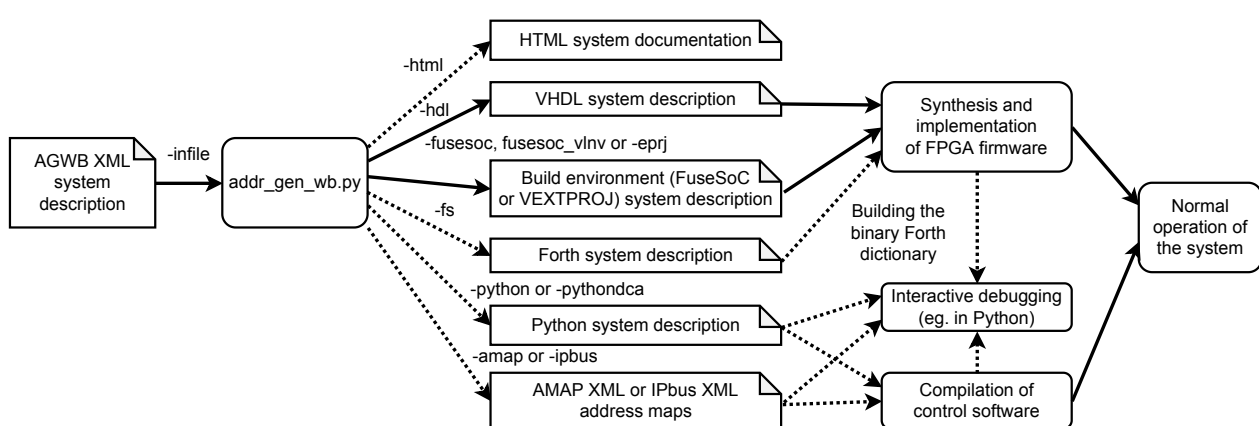 HTML system documentation
-html
VHDL system description
-hdl
Synthesis and
implementation
of FPGA firmware
-fusesoc, fusesoc_vlnv or -eprj
AGWB XML
system
description
-infile
addr_gen_wb.py
Build environment (FuseSoC
or VEXTPROJ) system description
-fs
Building the
binary Forth
dictionary
Normal
operation of
the system
Forth system description
-python or -pythondca
Interactive debugging
(eg. in Python)
Python system description
-amap or -ipbus
AMAP XML or IPbus XML
address maps
Compilation of
control software